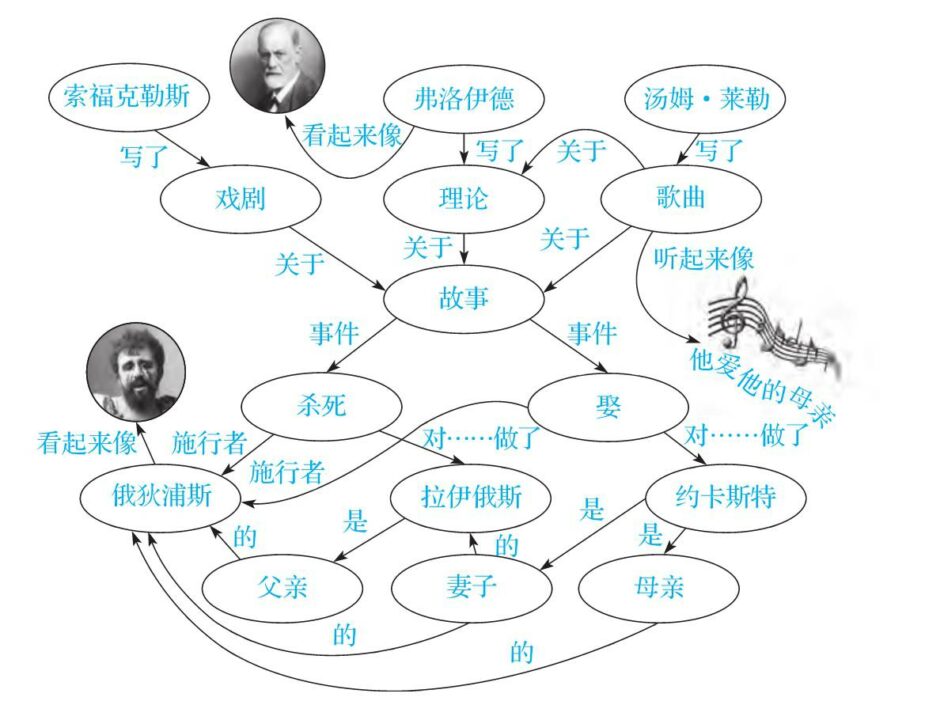 索福克勒斯
弗洛伊德
汤姆·莱勒
看起来像
写了
写了
关于
写了
戏剧
理论
歌曲
关于
关于
关于
听起来像
故事
事件
事件
他爱他的母亲
杀死
娶
看起来像
施行者
施行者
对……做了
对……做了
俄狄浦斯
拉伊俄斯
约卡斯特
的
是
的
是
是
父亲
妻子
母亲
的
的